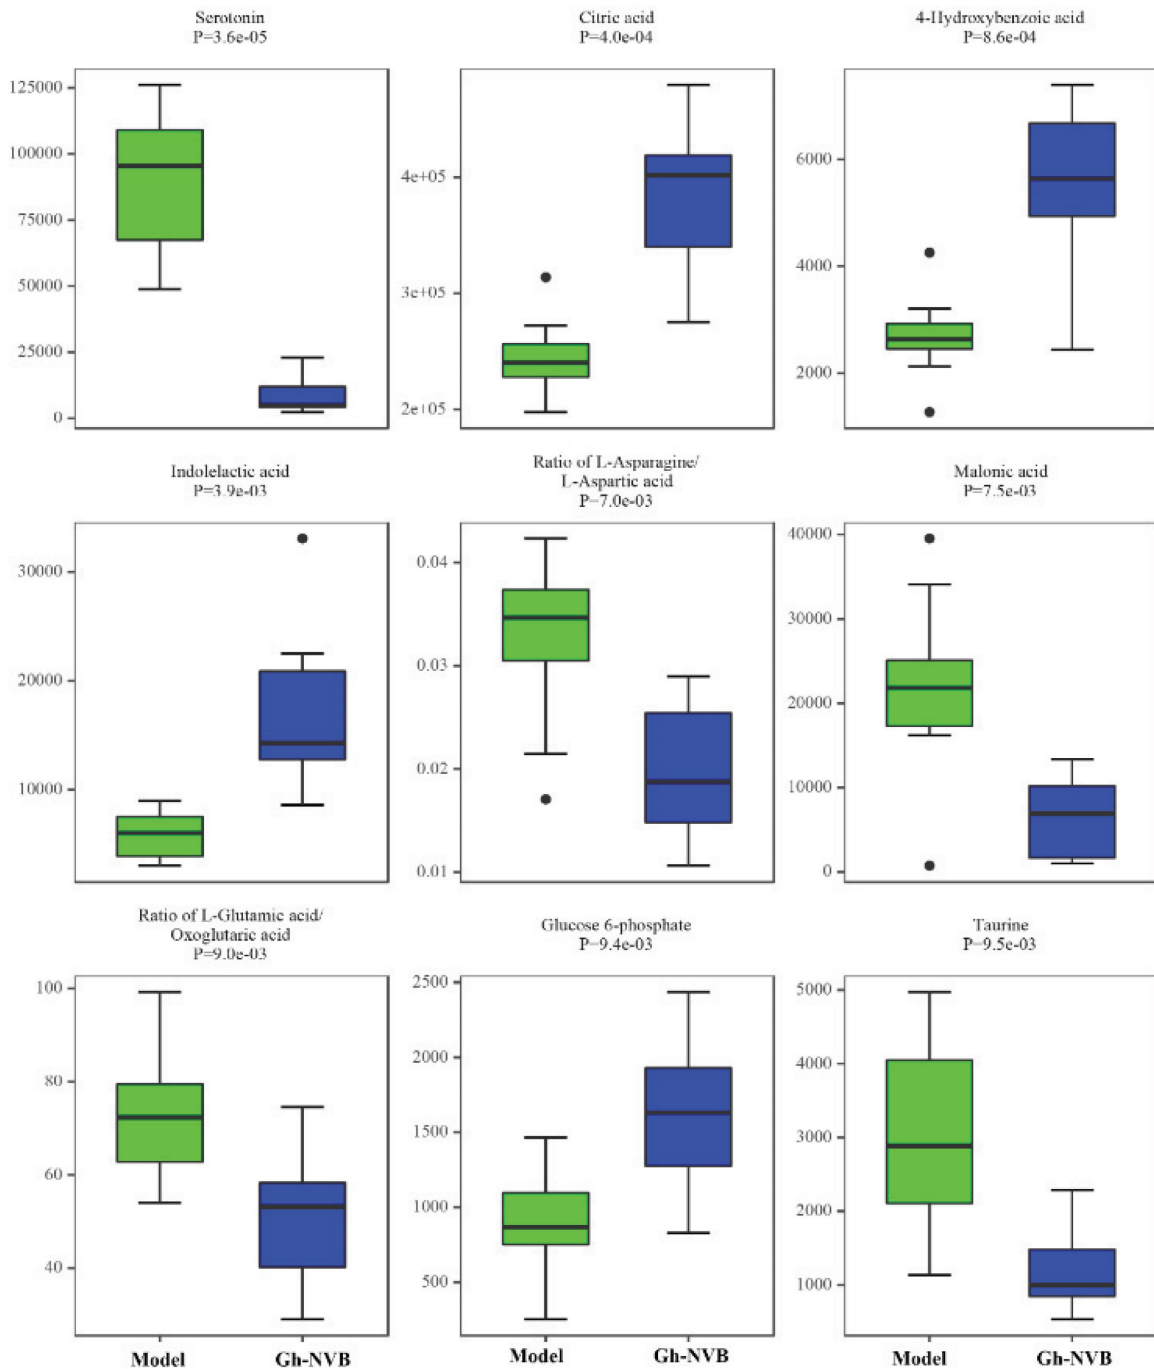 Serotonin
P=3.6e-05
125000
100000
75000
50000
25000
0
Citric acid
P=4.0e-04
4e+05
3e+05
2e+05
4-Hydroxybenzoic acid
P=8.6e-04
6000
4000
2000
Indolelactic acid
P=3.9e-03
30000
20000
10000
Ratio of L-Asparagine/
L-Aspartic acid
P=7.0e-03
0.04
0.03
0.02
0.01
Malonic acid
P=7.5e-03
40000
30000
20000
10000
0
Ratio of L-Glutamic acid/
Oxoglutaric acid
P=9.0e-03
100
80
60
40
Model Gh-NVB
Glucose 6-phosphate
P=9.4e-03
2500
2000
1500
1000
500
Model Gh-NVB
Taurine
P=9.5e-03
5000
4000
3000
2000
1000
Model Gh-NVB